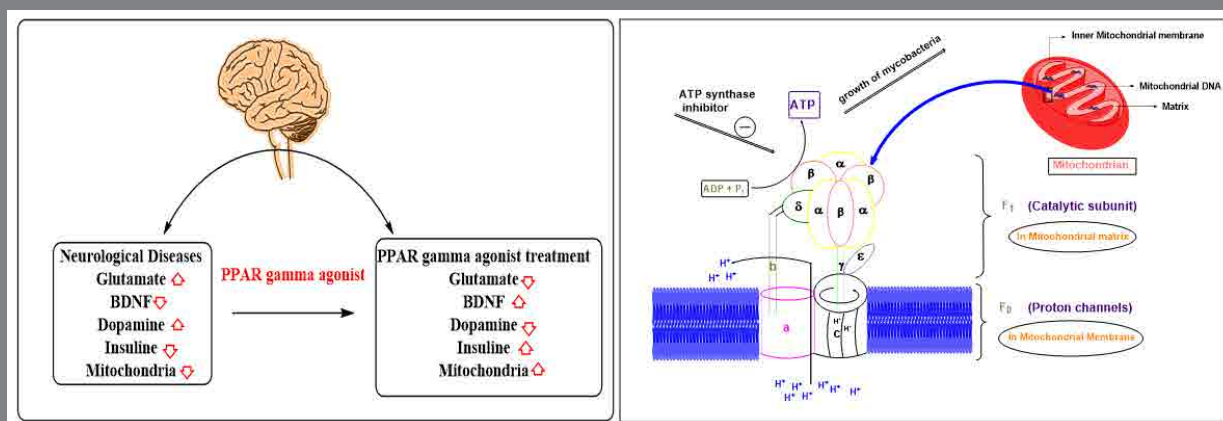 Neurological Diseases
Glutamate
BDNF
Dopamine
Insuline
Mitochondria
PPAR gamma agonist
PPAR gamma agonist treatment
Glutamate
BDNF
Dopamine
Insuline
Mitochondria
Inner Mitochondrial membrane
Mitochondrial DNA
Matrix
Mitochondrian
growth of mycobacteria
ATP synthase
inhibitor
ATP
ADP + Pi
α
β
β
δ
α
β
α
γ
ε
b
a
C
H+
H+
H+
H+ H+
H+
H+ H+ H+ H+
H+ H+ H+
F1 (Catalytic subunit)
In Mitochondrial matrix
F0 (Proton channels)
In Mitochondrial Membrane